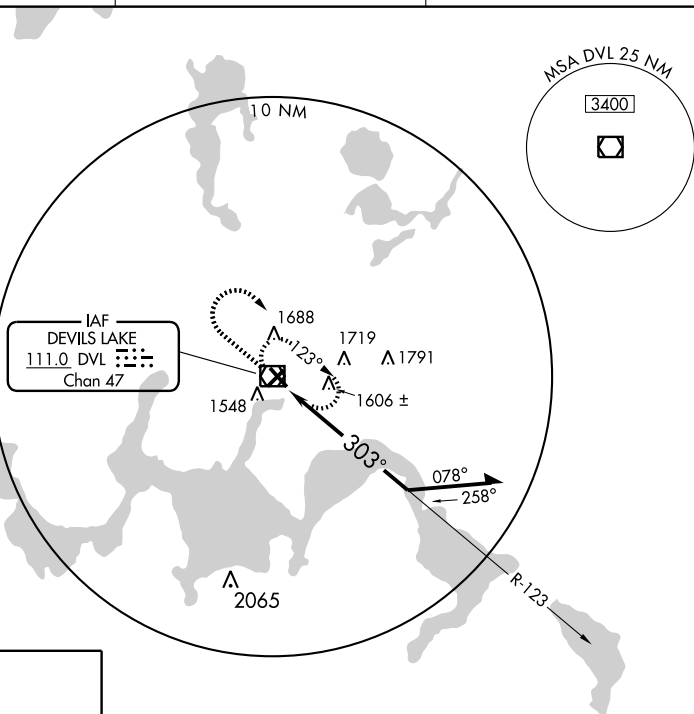 MSA DVL 25 NM
3400
10 NM
IAF
DEVILS LAKE
111.0 DVL
Chan 47
1688
123°
1719
1791
1606 ±
1548
303°
078°
258°
R-123
2065